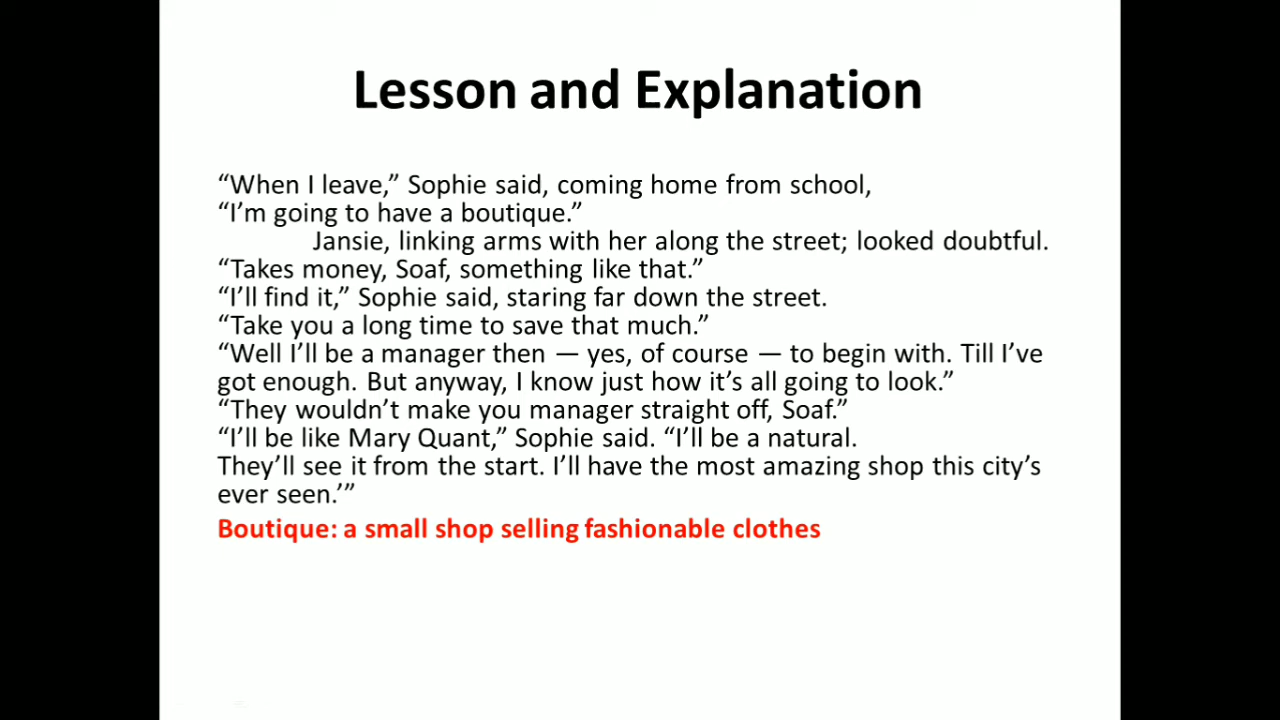 Lesson and Explanation
“When I leave,” Sophie said, coming home from school,
“I’m going to have a boutique.”
Jansie, linking arms with her along the street; looked doubtful.
“Takes money, Soaf, something like that.”
“I’ll find it,” Sophie said, staring far down the street.
“Take you a long time to save that much.”
“Well I’ll be a manager then — yes, of course — to begin with. Till I’ve
got enough. But anyway, I know just how it’s all going to look.”
“They wouldn’t make you manager straight off, Soaf.”
“I’ll be like Mary Quant,” Sophie said. “I’ll be a natural.
They’ll see it from the start. I’ll have the most amazing shop this city’s
ever seen.’”
Boutique: a small shop selling fashionable clothes